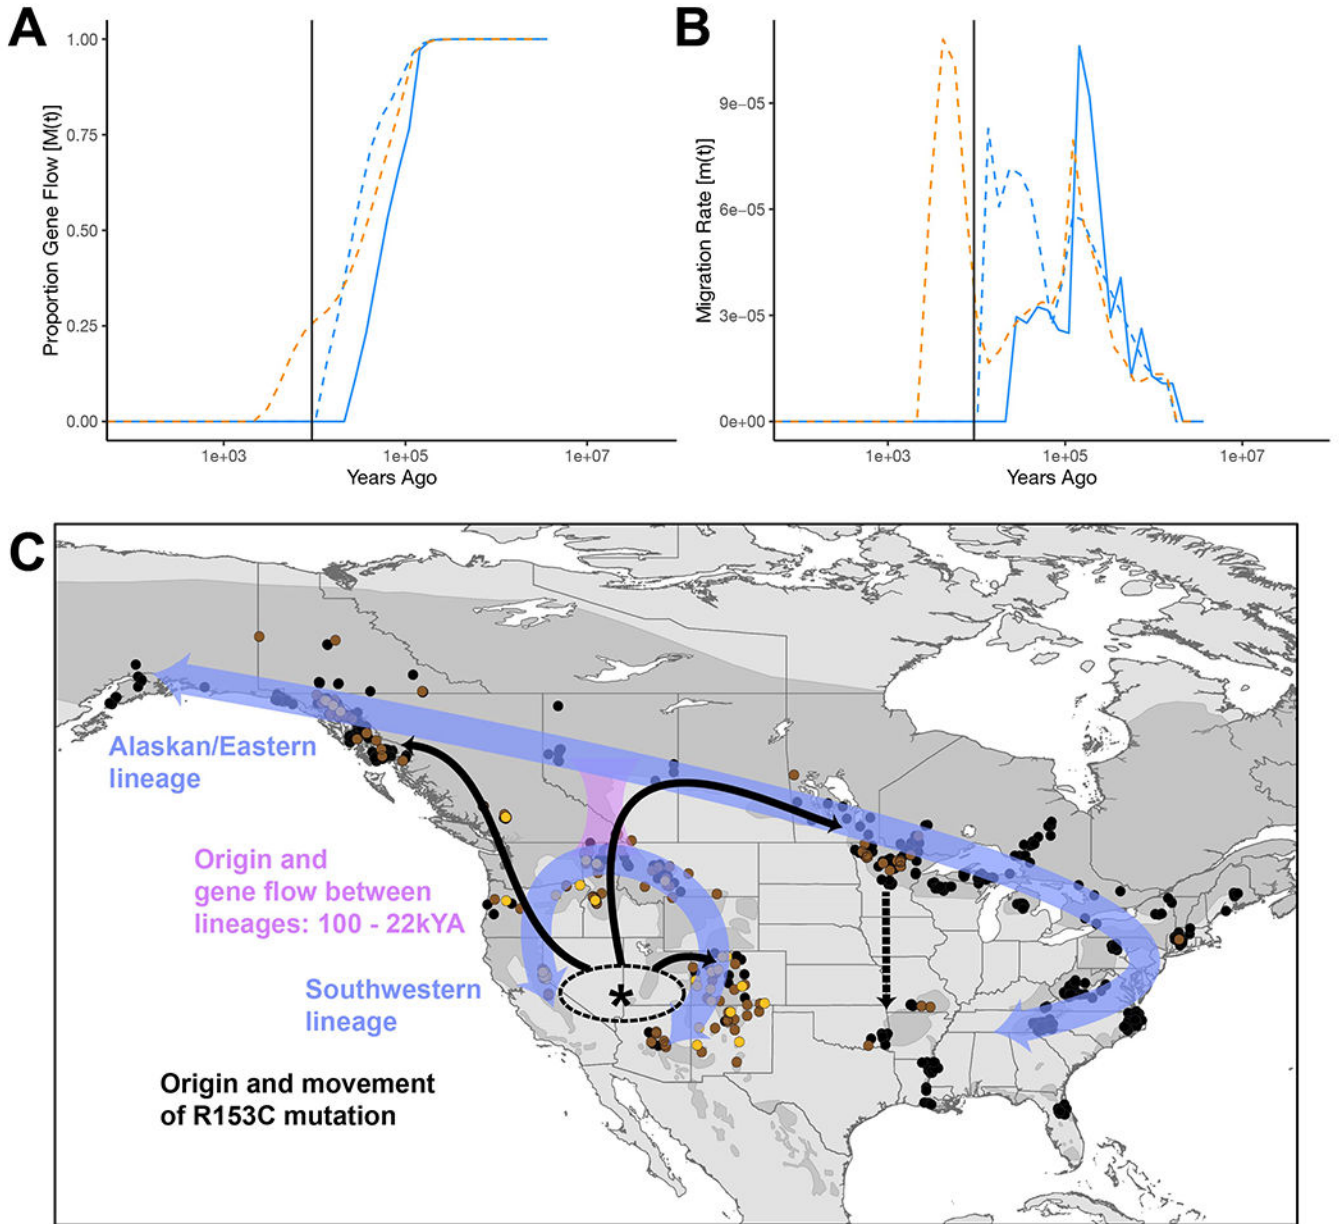 A
B
1.00
0.75
0.50
0.25
0.00
Proportion Gene Flow [M(t)]
1e+03
1e+05
1e+07
Years Ago
9e−05
6e−05
3e−05
0e+00
Migration Rate [m(t)]
1e+03
1e+05
1e+07
Years Ago
C
Alaskan/Eastern
lineage
Origin and
gene flow between
lineages: 100 - 22kYA
Southwestern
lineage
*
Origin and movement
of R153C mutation